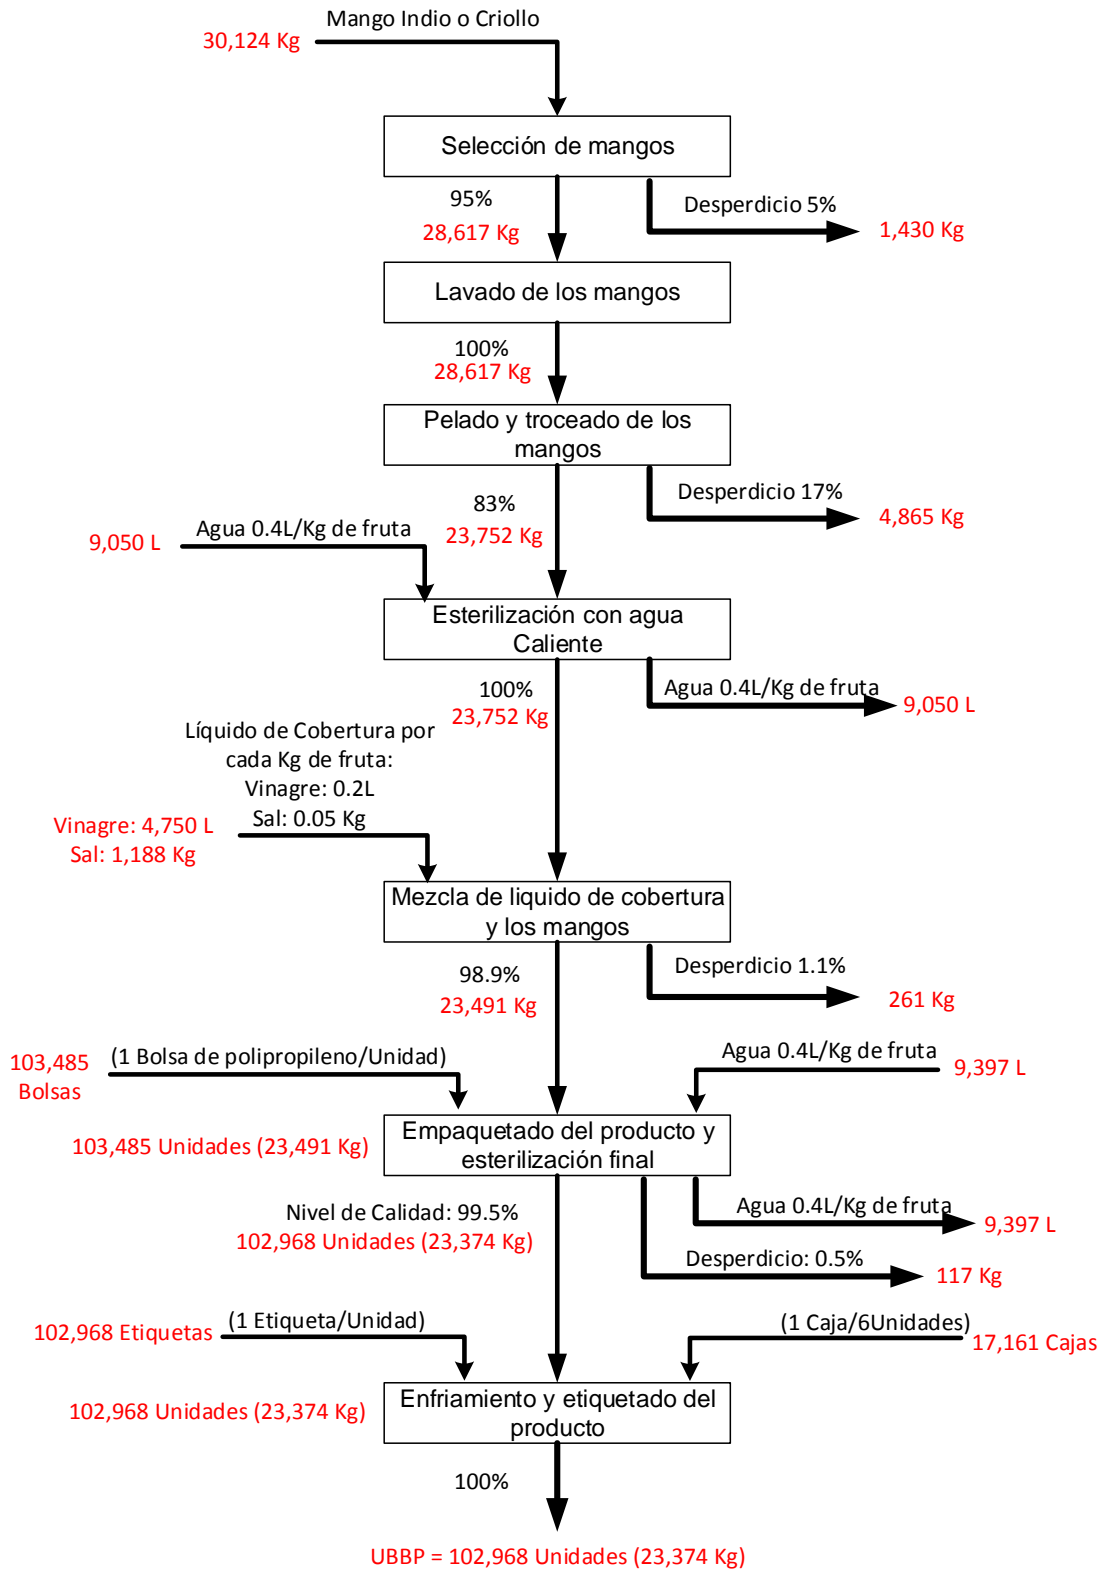 Mango Indio o Criollo
30,124 Kg
Selección de mangos
95%
28,617 Kg
Desperdicio 5%
1,430 Kg
Lavado de los mangos
100%
28,617 Kg
Pelado y troceado de los
mangos
83%
23,752 Kg
Desperdicio 17%
4,865 Kg
9,050 L
Agua 0.4L/Kg de fruta
Esterilización con agua
Caliente
100%
23,752 Kg
Agua 0.4L/Kg de fruta
9,050 L
Líquido de Cobertura por
cada Kg de fruta:
Vinagre: 0.2L
Sal: 0.05 Kg
Vinagre: 4,750 L
Sal: 1,188 Kg
Mezcla de liquido de cobertura
y los mangos
98.9%
23,491 Kg
Desperdicio 1.1%
261 Kg
103,485
Bolsas
(1 Bolsa de polipropileno/Unidad)
Agua 0.4L/Kg de fruta
9,397 L
103,485 Unidades (23,491 Kg)
Empaquetado del producto y
esterilización final
Nivel de Calidad: 99.5%
102,968 Unidades (23,374 Kg)
Agua 0.4L/Kg de fruta
9,397 L
Desperdicio: 0.5%
117 Kg
102,968 Etiquetas
(1 Etiqueta/Unidad)
(1 Caja/6Unidades)
17,161 Cajas
102,968 Unidades (23,374 Kg)
Enfriamiento y etiquetado del
producto
100%
UBBP = 102,968 Unidades (23,374 Kg)